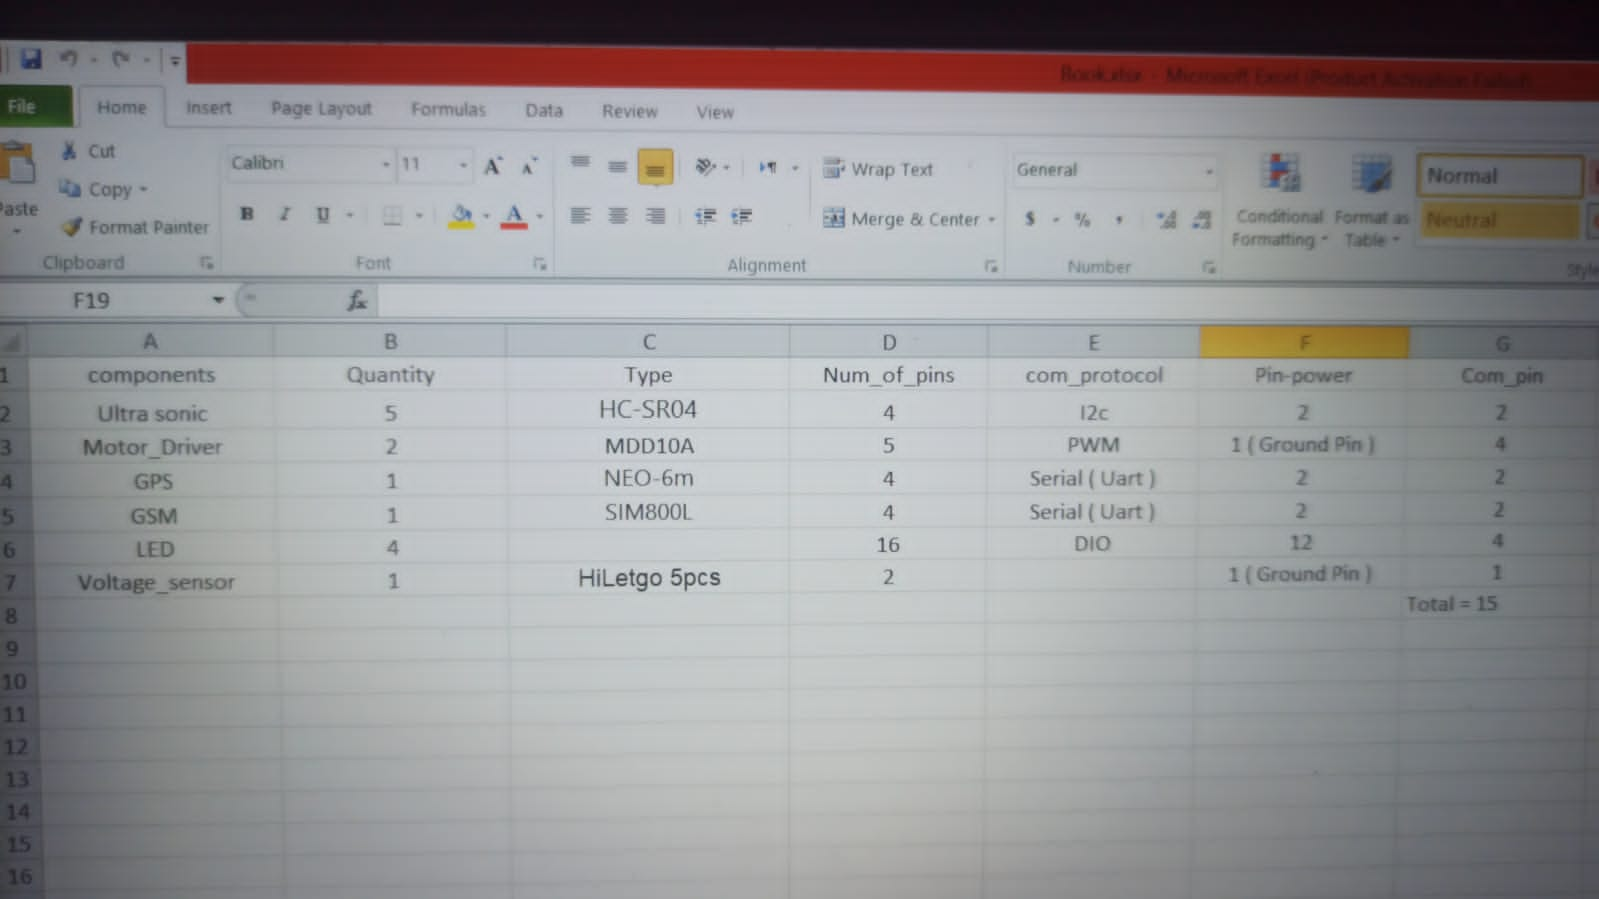 Book.xlsx - Microsoft Excel (Product Activation Failed)
File Home Insert Page Layout Formulas Data Review View
Cut
Copy
Paste
Format Painter
Clipboard
Calibri 11
B I U
Font
Wrap Text
Merge & Center
Alignment
General
$ %
Number
Conditional Formatting
Format as Table
Normal
Neutral
F19 fx
A B C D E F G
1 components Quantity Type Num_of_pins com_protocol Pin-power Com_pin
2 Ultra sonic 5 HC-SR04 4 I2c 2 2
3 Motor_Driver 2 MDD10A 5 PWM 1 ( Ground Pin ) 4
4 GPS 1 NEO-6m 4 Serial ( Uart ) 2 2
5 GSM 1 SIM800L 4 Serial ( Uart ) 2 2
6 LED 4 16 DIO 12 4
7 Voltage_sensor 1 HiLetgo 5pcs 2 1 ( Ground Pin ) 1
8 Total = 15
9
10
11
12
13
14
15
16